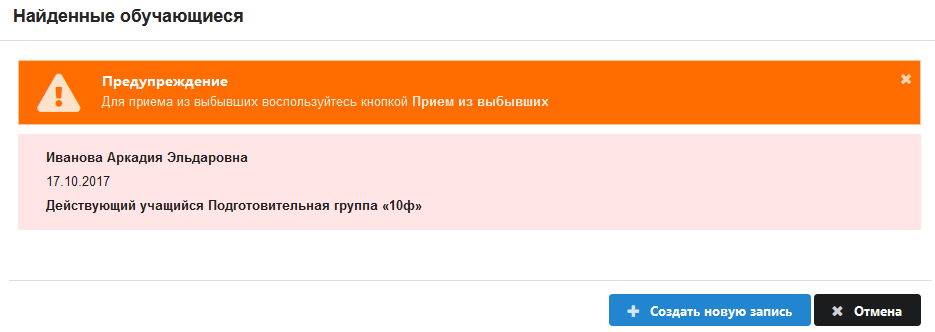 Найденные обучающиеся
Предупреждение
Для приема из выбывших воспользуйтесь кнопкой Прием из выбывших
Иванова Аркадия Эльдаровна
17.10.2017
Действующий учащийся Подготовительная группа «10ф»
Создать новую запись
Отмена